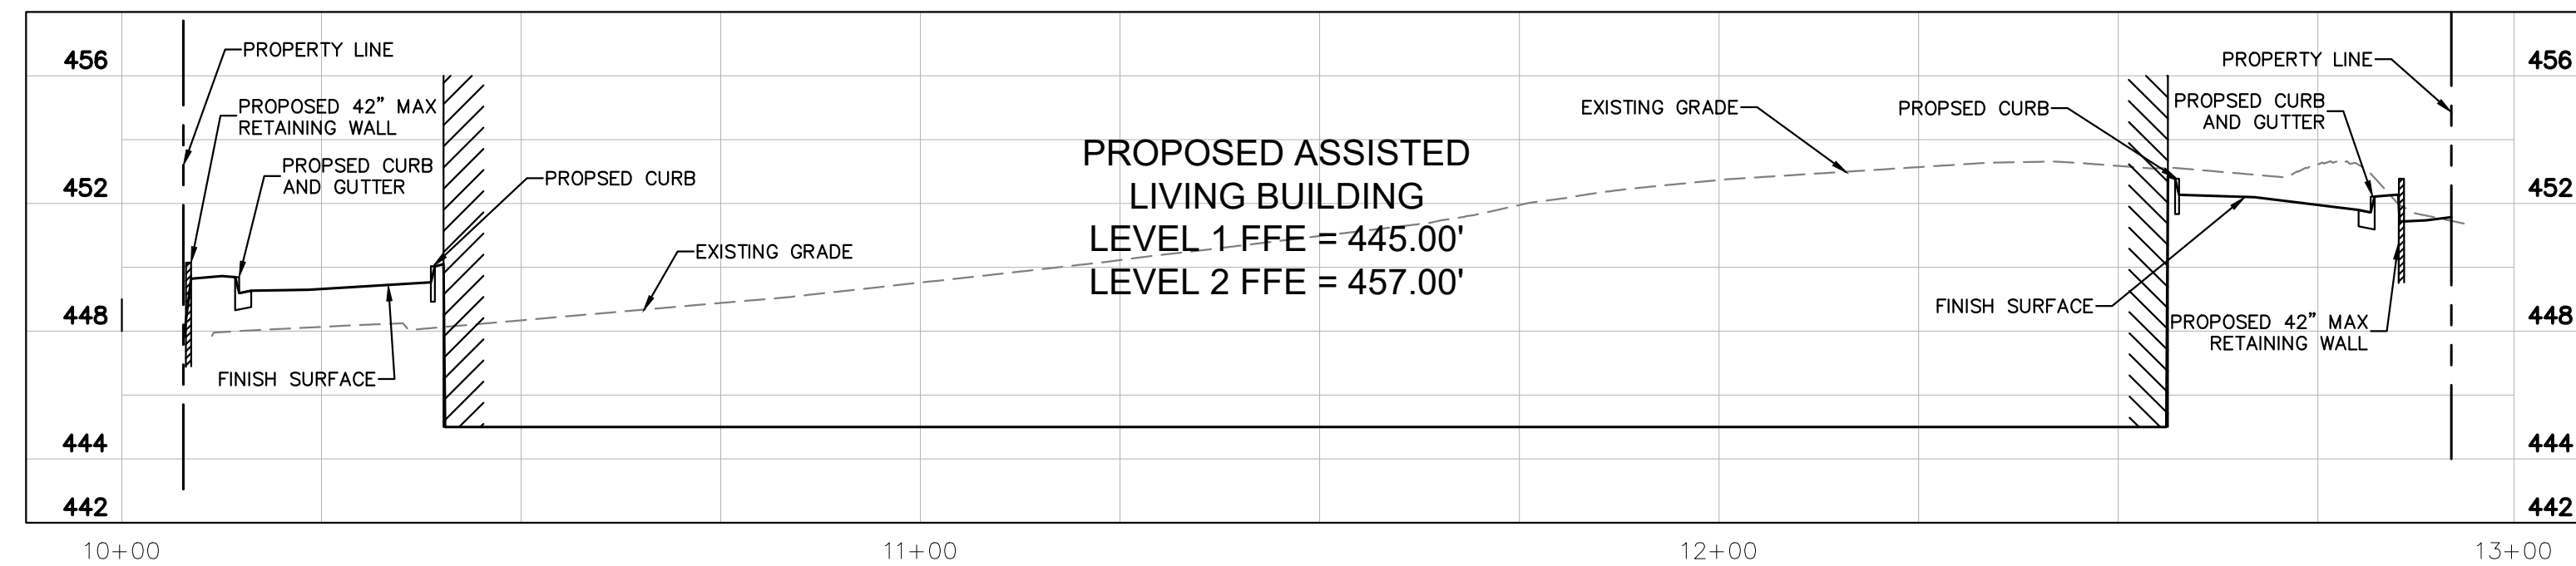 456
PROPERTY LINE
PROPOSED 42” MAX
RETAINING WALL
PROPSED CURB
AND GUTTER
PROPSED CURB
452
EXISTING GRADE
448
FINISH SURFACE
444
442
PROPOSED ASSISTED
LIVING BUILDING
LEVEL 1 FFE = 445.00'
LEVEL 2 FFE = 457.00'
EXISTING GRADE
PROPSED CURB
PROPERTY LINE
PROPSED CURB
AND GUTTER
FINISH SURFACE
PROPOSED 42” MAX
RETAINING WALL
456
452
448
444
442
10+00
11+00
12+00
13+00